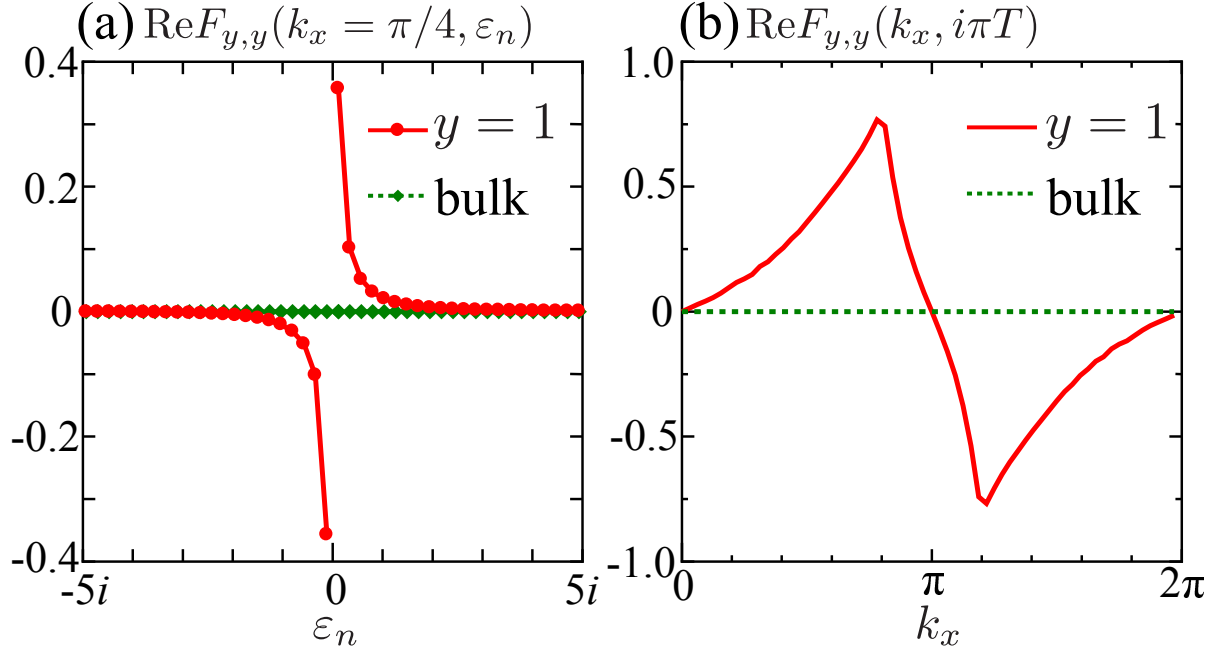 (a) ReF_{y,y}(k_x = π/4, ε_n)
0.4
0.2
0
-0.2
-0.4
y = 1
bulk
-5i 0 5i
ε_n
(b) ReF_{y,y}(k_x, iπT)
1.0
0.5
0
-0.5
-1.0
y = 1
bulk
0 π 2π
k_x